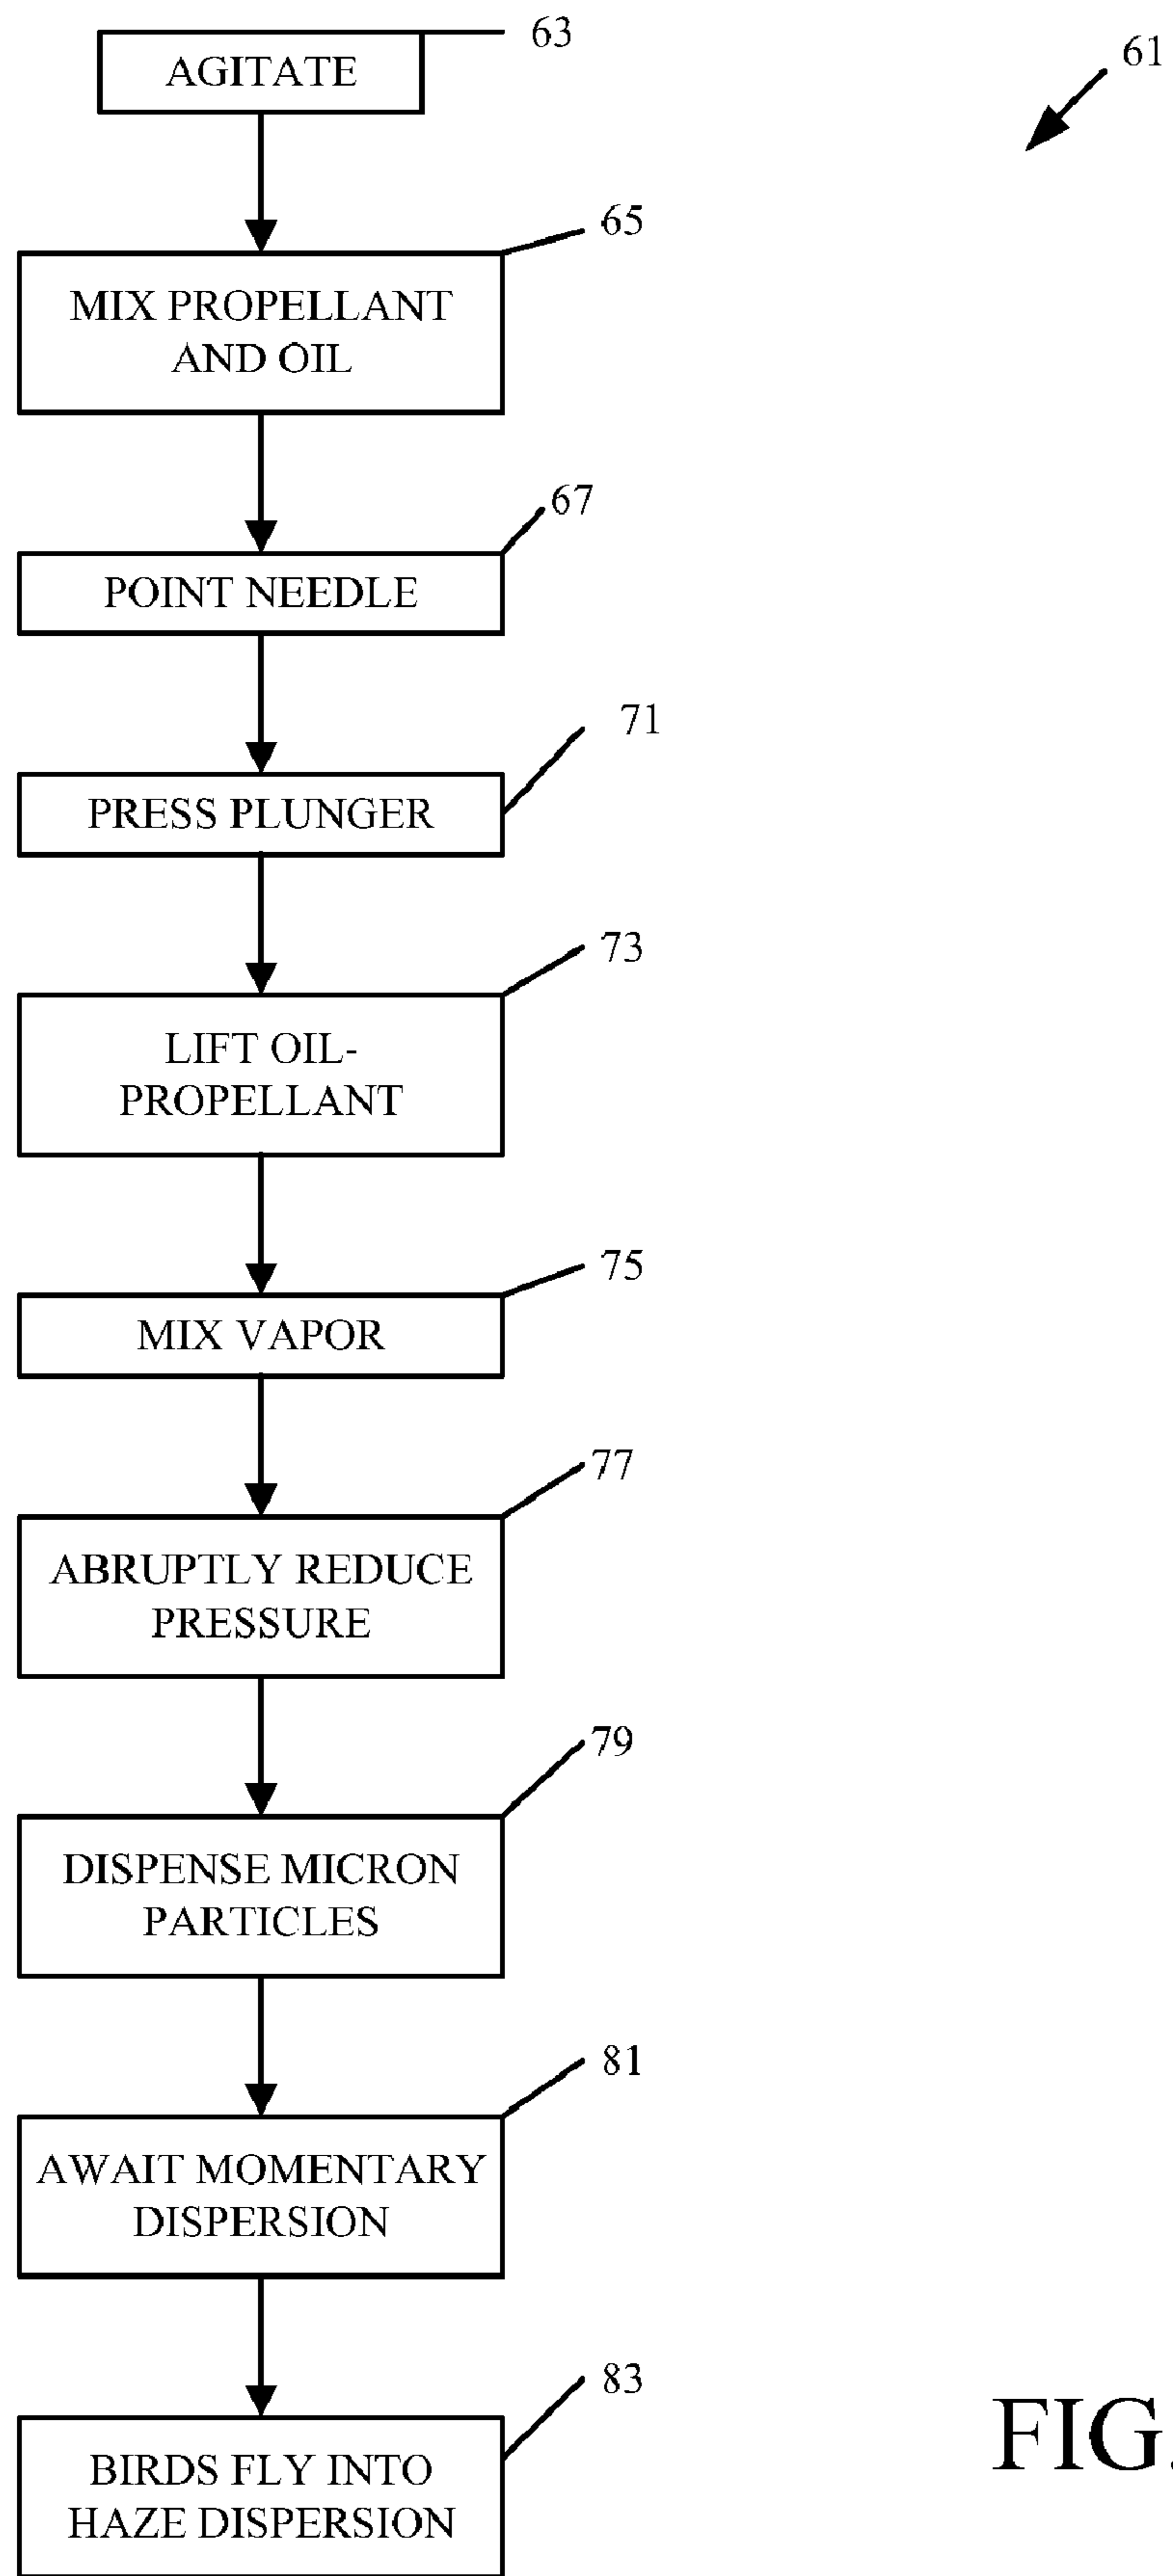 63
AGITATE
61
65
MIX PROPELLANT
AND OIL
67
POINT NEEDLE
71
PRESS PLUNGER
73
LIFT OIL-
PROPELLANT
75
MIX VAPOR
77
ABRUPTLY REDUCE
PRESSURE
79
DISPENSE MICRON
PARTICLES
81
AWAIT MOMENTARY
DISPERSION
83
BIRDS FLY INTO
HAZE DISPERSION
FIG.